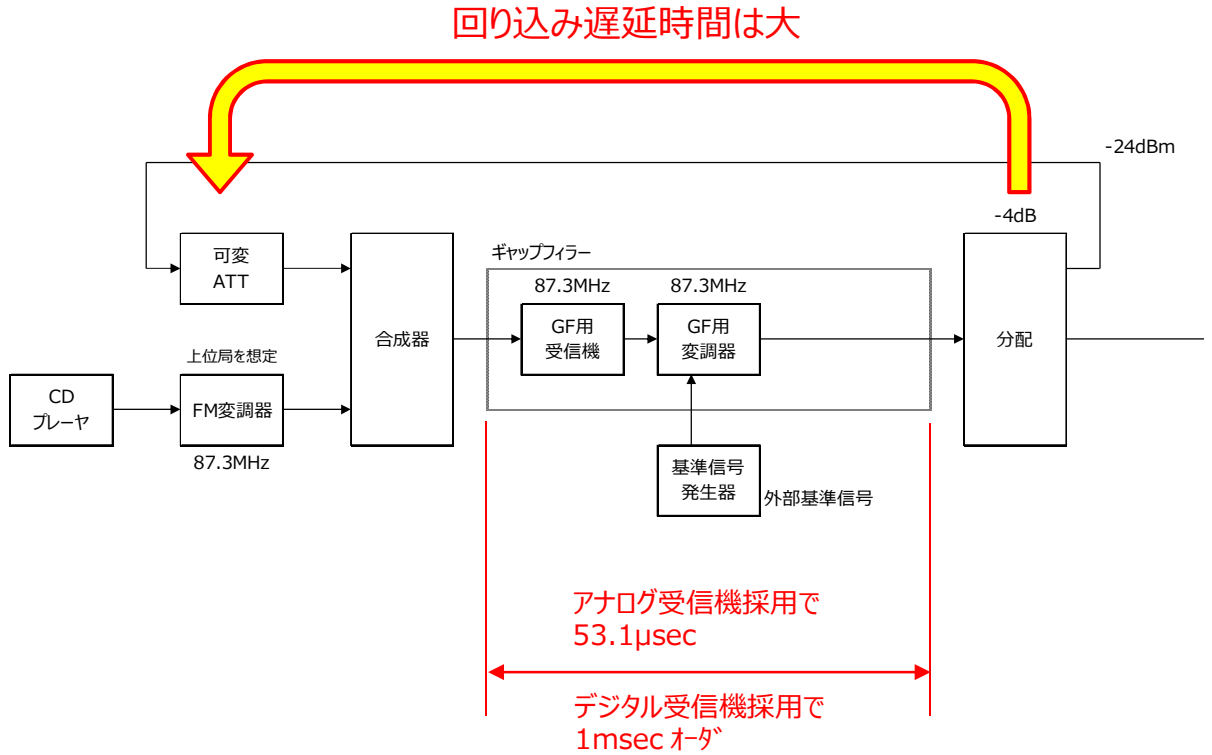 回り込み遅延時間は大
-24dBm
-4dB
可変
ATT
ギャップフィラー
87.3MHz
87.3MHz
GF用
受信機
GF用
変調器
合成器
分配
上位局を想定
CD
プレーヤ
FM変調器
87.3MHz
基準信号
発生器
外部基準信号
アナログ受信機採用で
53.1μsec
デジタル受信機採用で
1msec オーダ